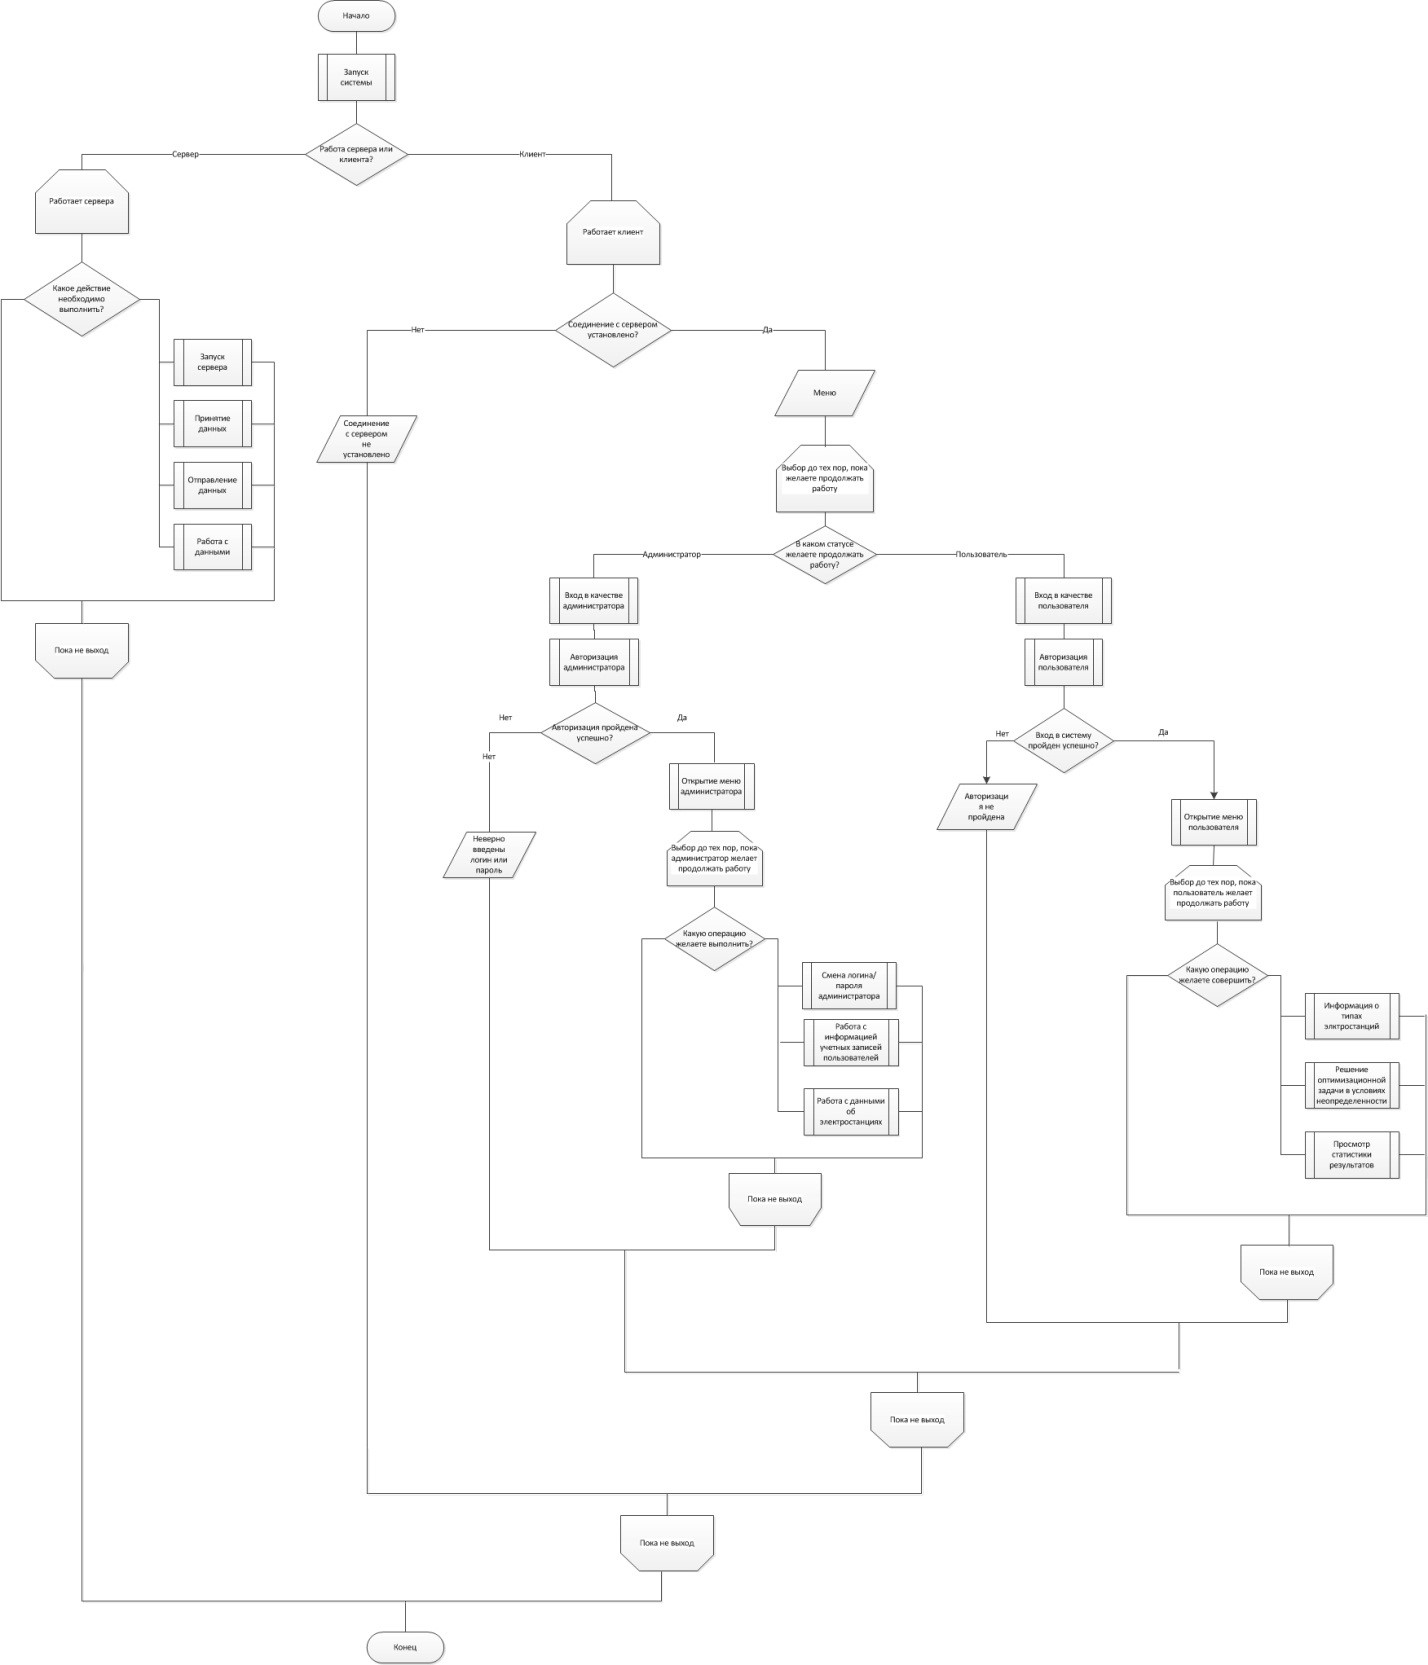 Начало
Запуск
системы
Работа сервера или
клиента?
Сервер
Клиент
Работает сервера
Работает клиент
Какое действие
необходимо
выполнить?
Соединение с сервером
установлено?
Нет
Да
Запуск
сервера
Принятие
данных
Отправление
данных
Работа с
данными
Пока не выход
Соединение
с сервером
не
установлено
Меню
Выбор до тех пор, пока
желаете продолжать
работу
В каком статусе
желаете продолжать
работу?
Администратор
Пользователь
Вход в качестве
администратора
Авторизация
администратора
Авторизация пройдена
успешно?
Нет
Да
Нет
Неверно
введены
логин или
пароль
Открытие меню
администратора
Выбор до тех пор, пока
администратор желает
продолжать работу
Какую операцию
желаете выполнить?
Смена логина/
пароля
администратора
Работа с
информацией
учетных записей
пользователей
Работа с данными
об
электростанциях
Пока не выход
Вход в качестве
пользователя
Авторизация
пользователя
Вход в систему
пройден успешно?
Нет
Да
Авторизаци
я не
пройдена
Открытие меню
пользователя
Выбор до тех пор, пока
пользователь желает
продолжать работу
Какую операцию
желаете совершить?
Информация о
типах
элктростанций
Решение
оптимизационной
задачи в условиях
неопределенности
Просмотр
статистики
результатов
Пока не выход
Пока не выход
Пока не выход
Конец